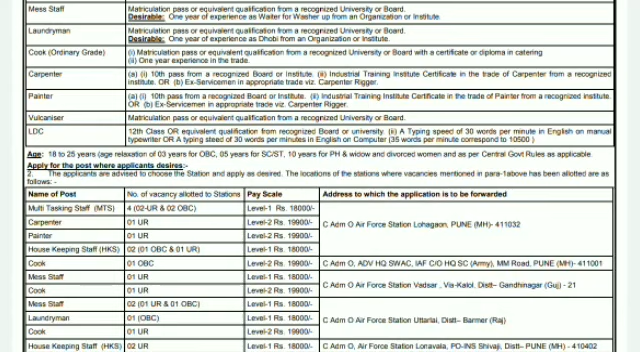 Mess Staff Matriculation pass or equivalent qualification from a recognized University or Board.
Desirable: One year of experience as Waiter for Washer up from an Organization or Institute.
Laundryman Matriculation pass or equivalent qualification from a recognized University or Board.
Desirable: One year of experience as Dhobi from an Organization or Institute.
Cook (Ordinary Grade) (i) Matriculation pass or equivalent qualification from a recognized University or Board with a certificate or diploma in catering
(ii) One year experience in the trade.
Carpenter (a) (i) 10th pass from a recognized Board or Institute. (ii) Industrial Training Institute Certificate in the trade of Carpenter from a recognized
institute. OR (b) Ex-Servicemen in appropriate trade viz. Carpenter Rigger.
Painter (a) (i) 10th pass from a recognized Board or Institute. (ii) Industrial Training Institute Certificate in the trade of Painter from a recognized institute.
OR (b) Ex-Servicemen in appropriate trade viz. Carpenter Rigger.
Vulcaniser Matriculation pass or equivalent qualification from a recognized University or Board.
LDC 12th Class OR equivalent qualification from recognized Board or university. (ii) A Typing speed of 30 words per minute in English on manual
typewriter OR A typing steed of 30 words per minutes in English on Computer (35 words per minute correspond to 10500 )
Age: 18 to 25 years (age relaxation of 03 years for OBC, 05 years for SC/ST, 10 years for PH & widow and divorced women and as per Central Govt Rules as applicable.
Apply for the post where applicants desires:-
2. The applicants are advised to choose the Station and apply as desired. The locations of the stations where vacancies mentioned in para-1above has been allotted are as
follows: -
Name of Post No. of vacancy allotted to Stations Pay Scale Address to which the application is to be forwarded
Multi Tasking Staff (MTS) 4 (02-UR & 02 OBC) Level-1 Rs. 18000/-
Carpenter 01 UR Level-2 Rs. 19900/- C Adm O Air Force Station Lohagaon, PUNE (MH)- 411032
Painter 01 UR Level-2 Rs. 19900/-
House Keeping Staff (HKS) 02 (01 OBC & 01 UR) Level-1 Rs. 18000/-
Cook 01 OBC Level-2 Rs. 19900/- C Adm O, ADV HQ SWAC, IAF C/O HQ SC (Army), MM Road, PUNE (MH)- 411001
Mess Staff 01 UR Level-1 Rs. 18000/- C Adm O Air Force Station Vadsar , Via-Kalol. Distt- Gandhinagar (Guj) - 21
Cook 01 UR Level-2 Rs. 19900/-
Mess Staff 02 (01 UR & 01 OBC) Level-1 Rs. 18000/-
Laundryman 01 (OBC) Level-1 Rs. 18000/- C Adm O Air Force Station Uttarlai, Distt- Barmer (Raj)
Cook 01 UR Level-2 Rs. 19900/-
House Keeping Staff (HKS) 02 UR Level-1 Rs. 18000/- C Adm O, Air Force Station Lonavala, PO-INS Shivaji, Distt- PUNE (MH) - 410402